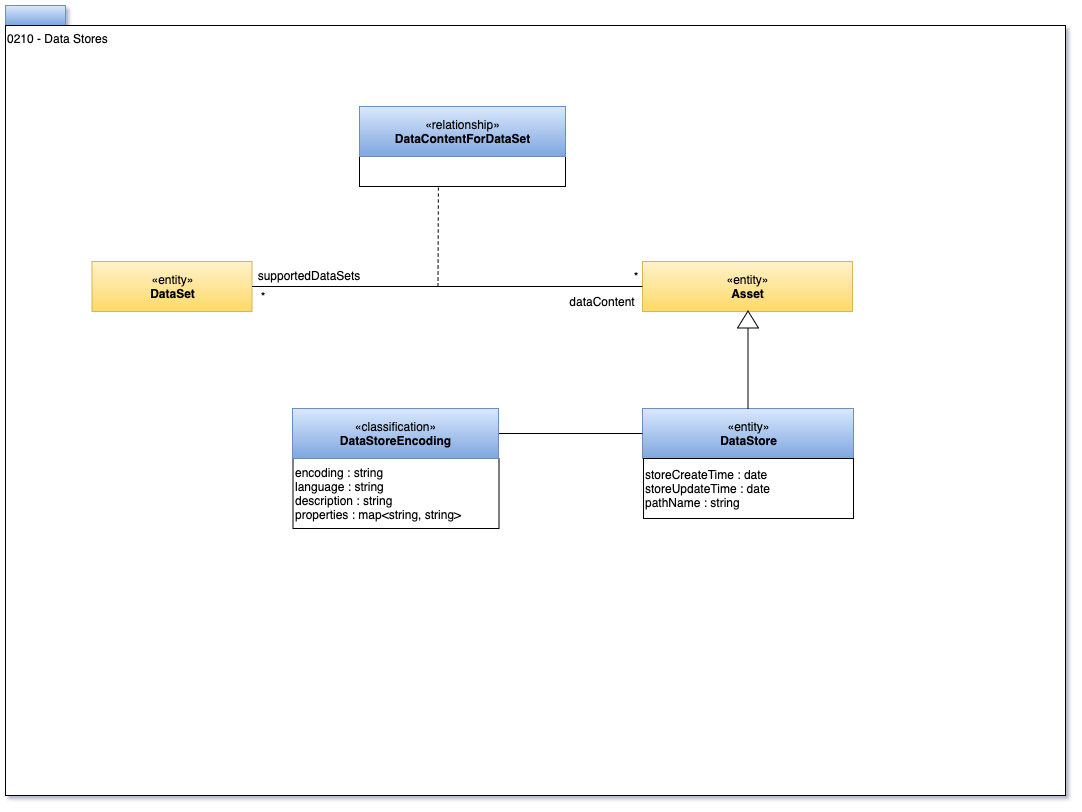 0210 - Data Stores
«relationship»
DataContentForDataSet
«entity»
DataSet
supportedDataSets
*
*
dataContent
«entity»
Asset
«classification»
DataStoreEncoding
encoding : string
language : string
description : string
properties : map<string, string>
«entity»
DataStore
storeCreateTime : date
storeUpdateTime : date
pathName : string